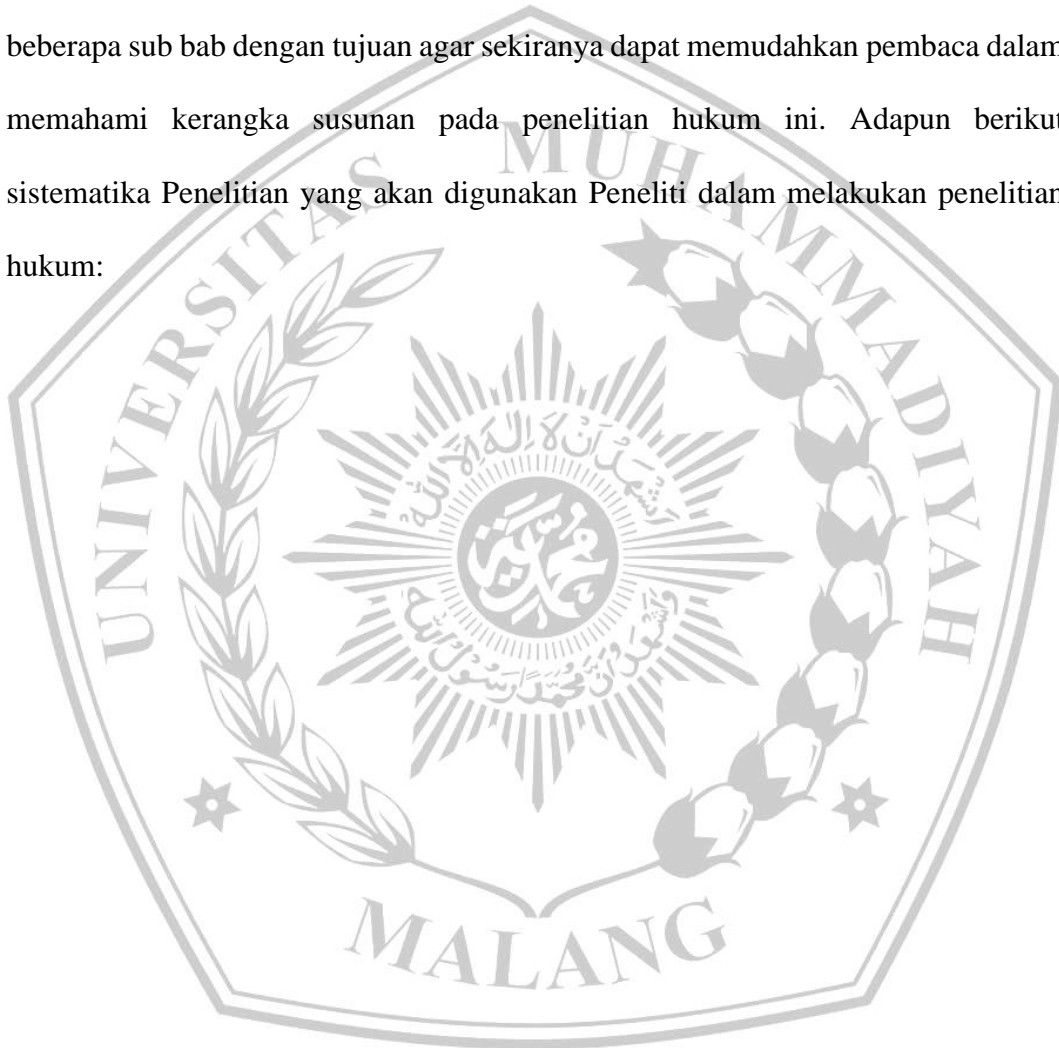 beberapa sub bab dengan tujuan agar sekiranya dapat memudahkan pembaca dalam
memahami kerangka susunan pada penelitian hukum ini. Adapun berikut
sistematika Penelitian yang akan digunakan Peneliti dalam melakukan penelitian
hukum:
UNIVERSITAS MUHAMMADIYAH
MALANG